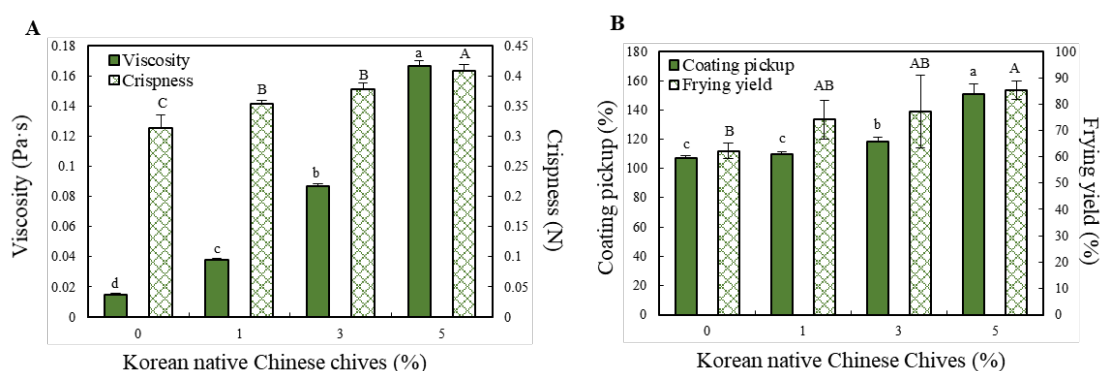 A
0.18
0.16
0.14
0.12
0.1
0.08
0.06
0.04
0.02
0
Viscosity (Pa·s)
Viscosity
Crispness
d
C
c
B
b
B
a
A
0.45
0.4
0.35
0.3
0.25
0.2
0.15
0.1
0.05
0
Crispness (N)
0 1 3 5
Korean native Chinese chives (%)
B
180
160
140
120
100
80
60
40
20
0
Coating pickup (%)
Coating pickup
Frying yield
c
B
c
AB
b
AB
a
A
100
90
80
70
60
50
40
30
20
10
0
Frying yield (%)
0 1 3 5
Korean native Chinese Chives (%)